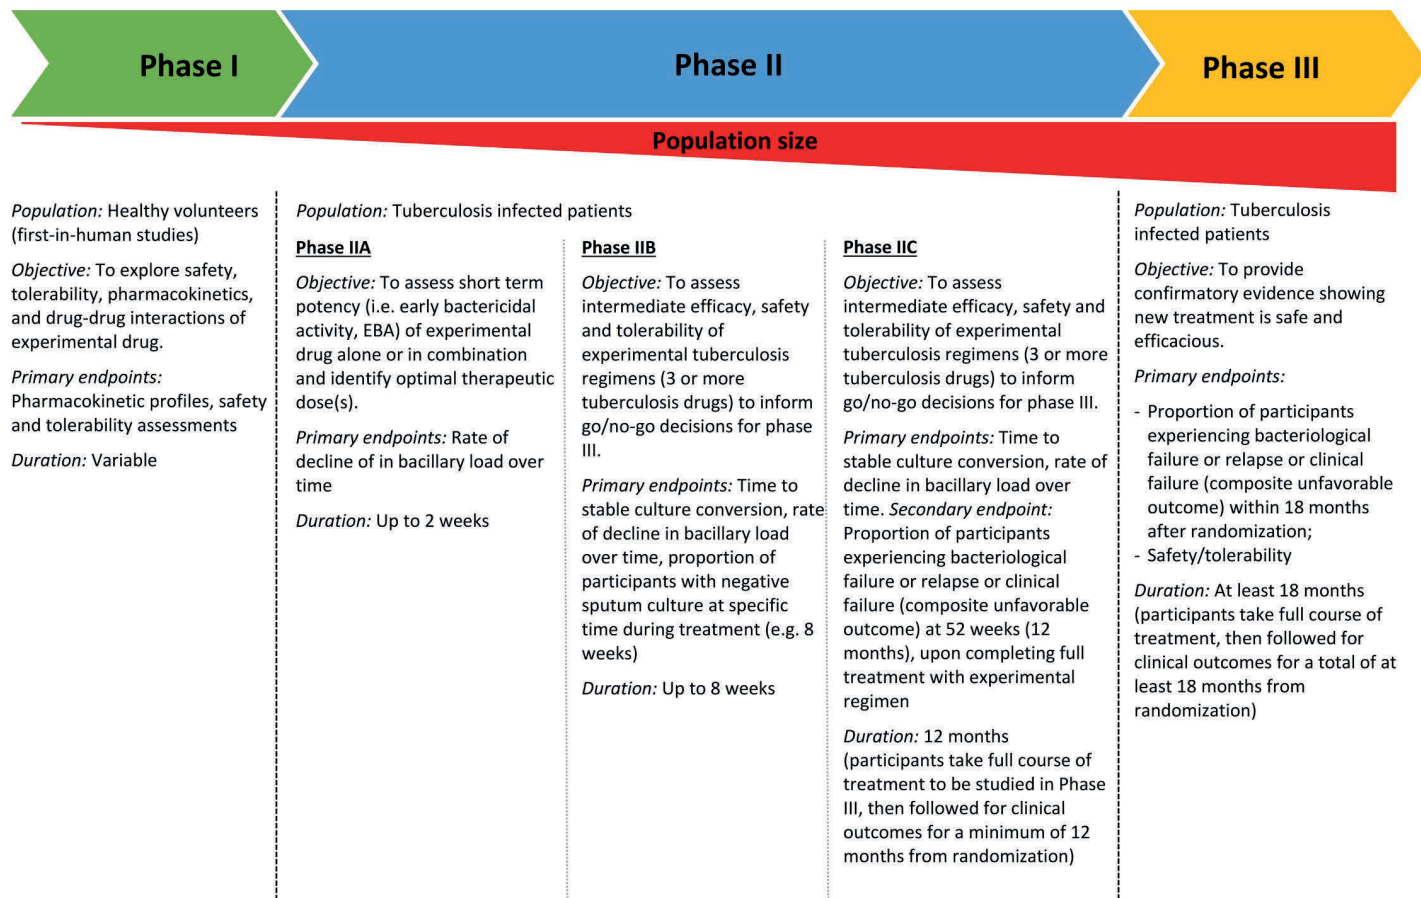 Phase I
Phase II
Phase III
Population size
Population: Healthy volunteers
(first-in-human studies)
Objective: To explore safety,
tolerability, pharmacokinetics,
and drug-drug interactions of
experimental drug.
Primary endpoints:
Pharmacokinetic profiles, safety
and tolerability assessments
Duration: Variable
Population: Tuberculosis infected patients
Phase IIA
Objective: To assess short term
potency (i.e. early bactericidal
activity, EBA) of experimental
drug alone or in combination
and identify optimal therapeutic
dose(s).
Primary endpoints: Rate of
decline of in bacillary load over
time
Duration: Up to 2 weeks
Phase IIB
Objective: To assess
intermediate efficacy, safety
and tolerability of
experimental tuberculosis
regimens (3 or more
tuberculosis drugs) to inform
go/no-go decisions for phase
III.
Primary endpoints: Time to
stable culture conversion, rate
of decline in bacillary load
over time, proportion of
participants with negative
sputum culture at specific
time during treatment (e.g. 8
weeks)
Duration: Up to 8 weeks
Phase IIC
Objective: To assess
intermediate efficacy, safety and
tolerability of experimental
tuberculosis regimens (3 or more
tuberculosis drugs) to inform
go/no-go decisions for phase III.
Primary endpoints: Time to
stable culture conversion, rate of
decline in bacillary load over
time. Secondary endpoint:
Proportion of participants
experiencing bacteriological
failure or relapse or clinical
failure (composite unfavorable
outcome) at 52 weeks (12
months), upon completing full
treatment with experimental
regimen
Duration: 12 months
(participants take full course of
treatment to be studied in Phase
III, then followed for clinical
outcomes for a minimum of 12
months from randomization)
Population: Tuberculosis
infected patients
Objective: To provide
confirmatory evidence showing
new treatment is safe and
efficacious.
Primary endpoints:
- Proportion of participants
experiencing bacteriological
failure or relapse or clinical
failure (composite unfavorable
outcome) within 18 months
after randomization;
- Safety/tolerability
Duration: At least 18 months
(participants take full course of
treatment, then followed for
clinical outcomes for a total of at
least 18 months from
randomization)